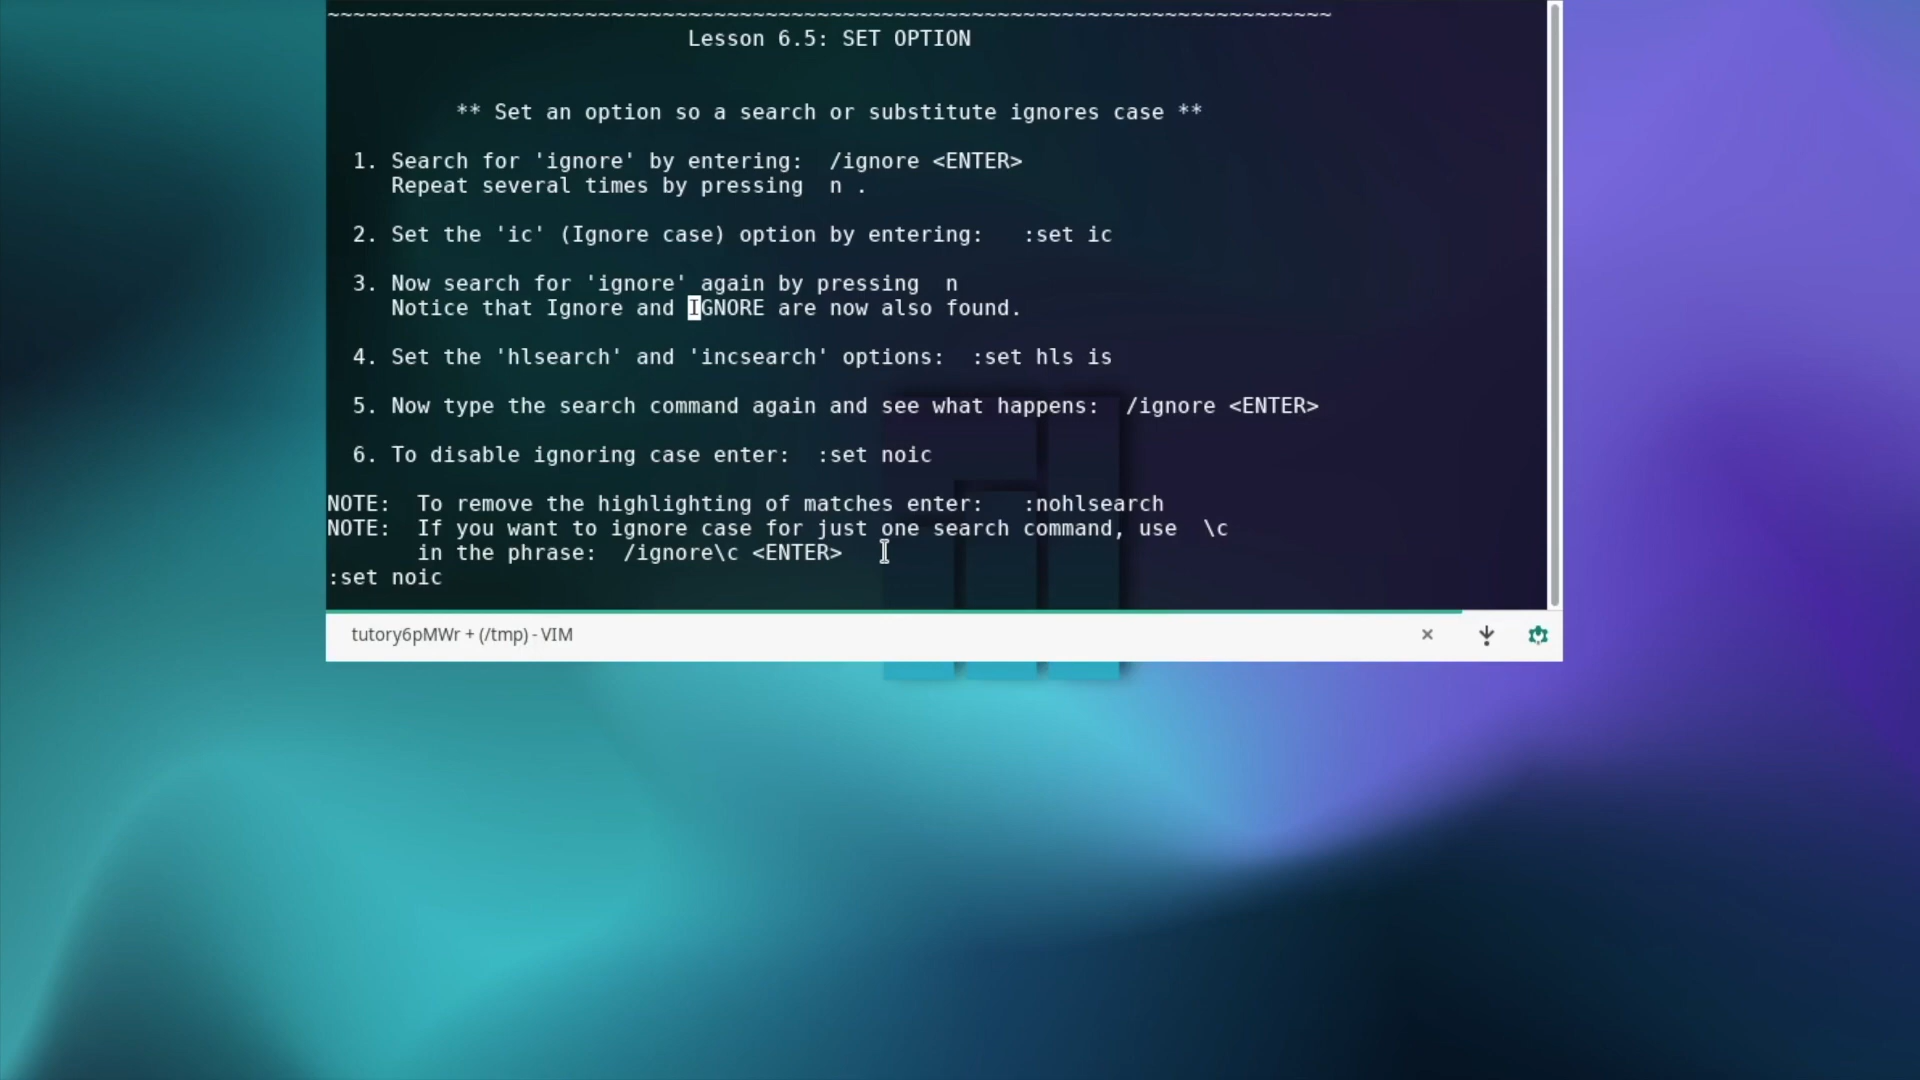 ~~~~~~~~~~~~~~~~~~~~~~~~~~~~~~~~~~~~~~~~~~~~~~~~~~~~~~~~~~~~~~~~~~~~~~~~~~~~~~
Lesson 6.5: SET OPTION
** Set an option so a search or substitute ignores case **
1. Search for 'ignore' by entering:  /ignore <ENTER>
Repeat several times by pressing  n .
2. Set the 'ic' (Ignore case) option by entering:   :set ic
3. Now search for 'ignore' again by pressing  n
Notice that Ignore and IGNORE are now also found.
4. Set the 'hlsearch' and 'incsearch' options:  :set hls is
5. Now type the search command again and see what happens:  /ignore <ENTER>
6. To disable ignoring case enter:  :set noic
NOTE:  To remove the highlighting of matches enter:   :nohlsearch
NOTE:  If you want to ignore case for just one search command, use  \c
in the phrase:  /ignore\c <ENTER>
:set noic
tutory6pMWr + (/tmp) - VIM